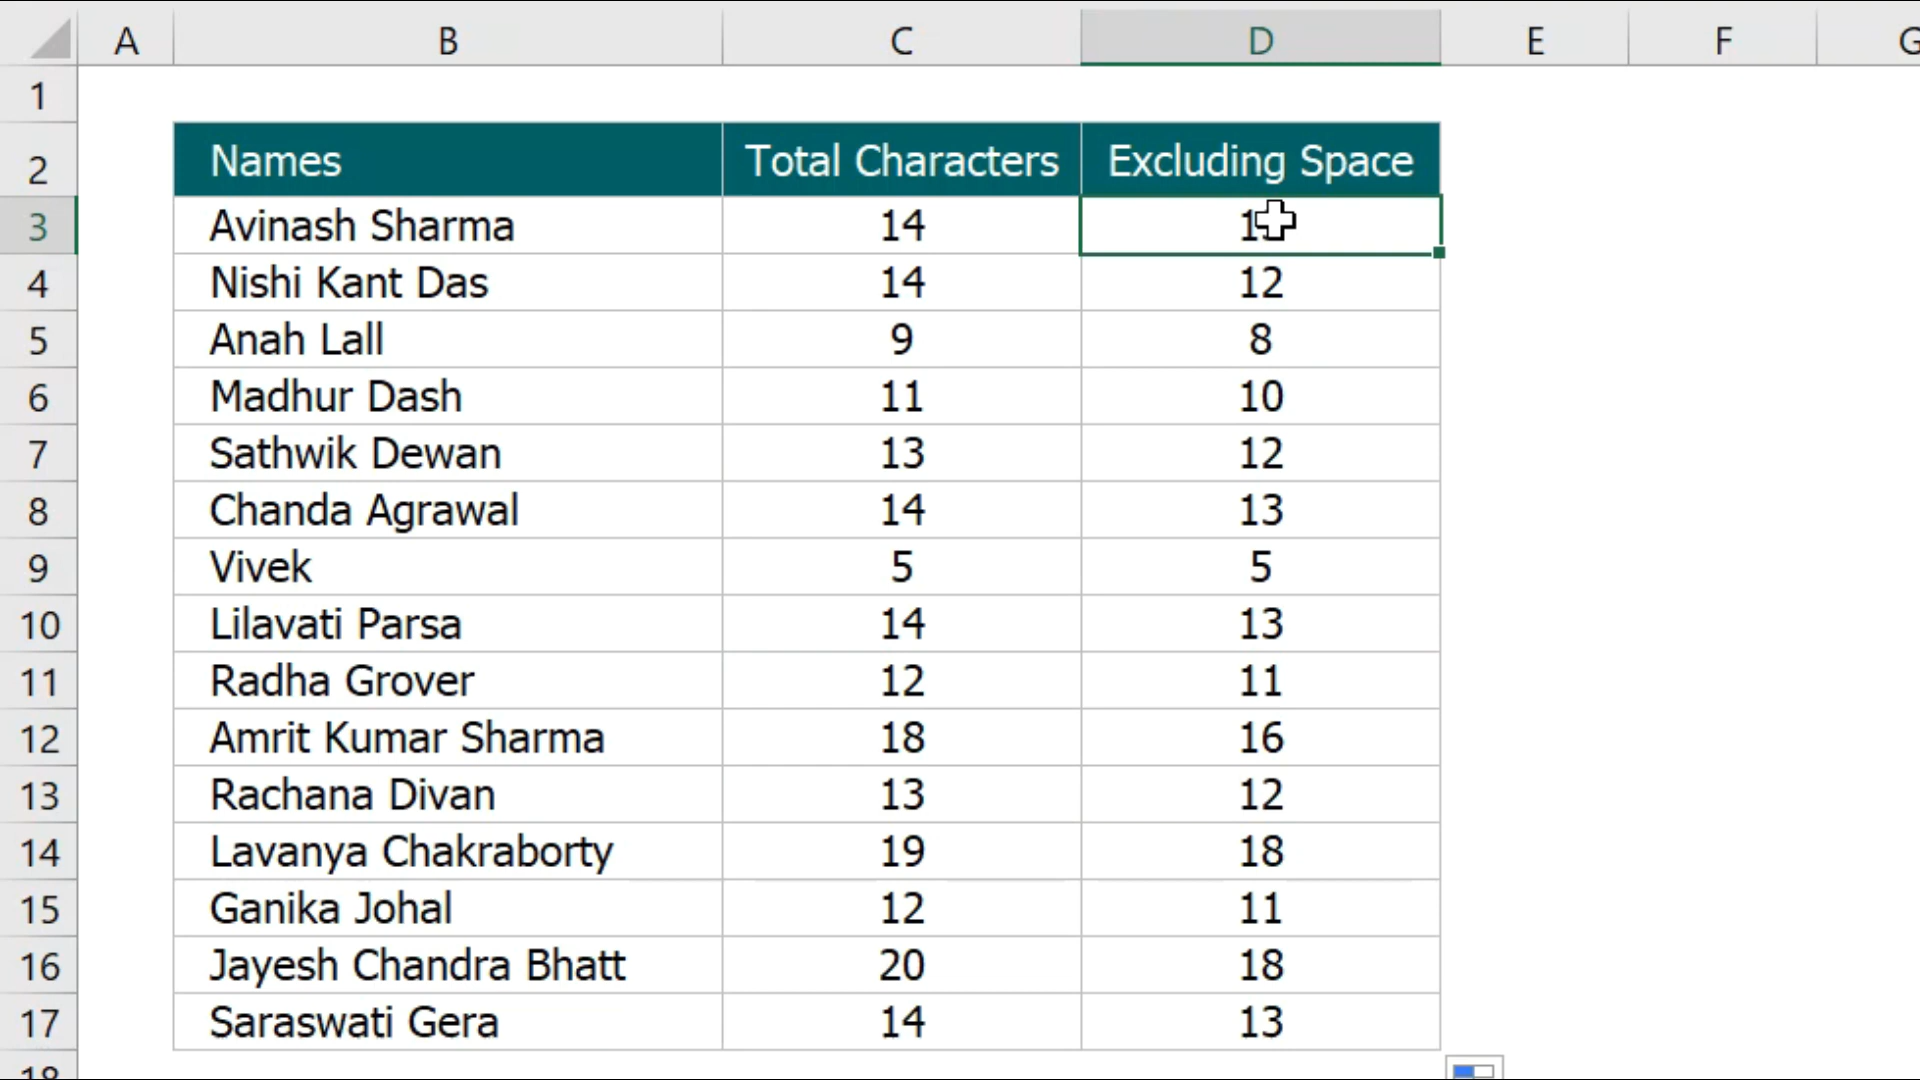 A B C D E F G
1
2 Names Total Characters Excluding Space
3 Avinash Sharma 14
4 Nishi Kant Das 14 12
5 Anah Lall 9 8
6 Madhur Dash 11 10
7 Sathwik Dewan 13 12
8 Chanda Agrawal 14 13
9 Vivek 5 5
10 Lilavati Parsa 14 13
11 Radha Grover 12 11
12 Amrit Kumar Sharma 18 16
13 Rachana Divan 13 12
14 Lavanya Chakraborty 19 18
15 Ganika Johal 12 11
16 Jayesh Chandra Bhatt 20 18
17 Saraswati Gera 14 13
18